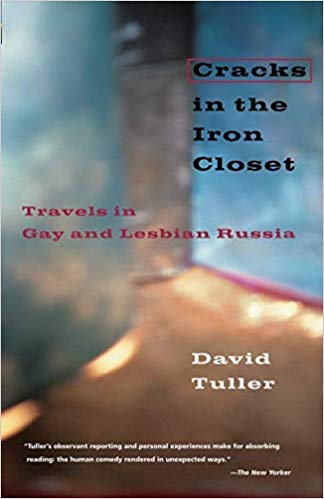 Cracks
in the
Iron
Closet
Travels in
Gay and Lesbian Russia
David
Tuller
"Tuller's observant reporting and personal experiences make for absorbing
reading: the human comedy rendered in unexpected ways."
—The New Yorker